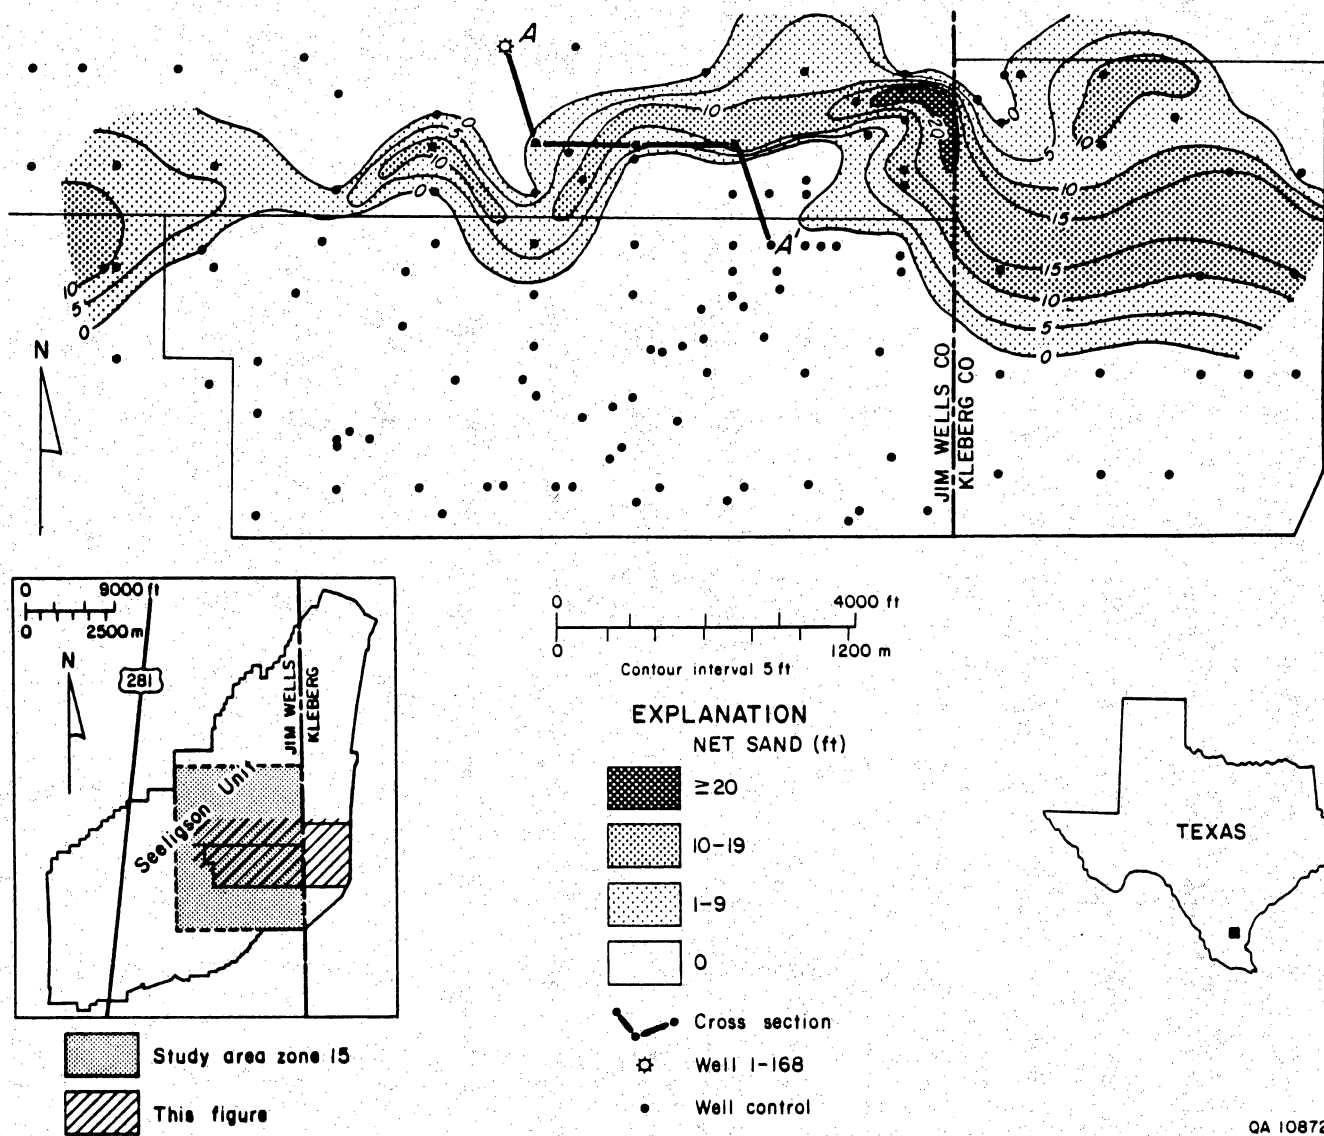 A
0
5
10
0
10
20
0
5
10
10
15
15
10
5
0
A'
10
5
0
N
JIM WELLS CO
KLEBERG CO
0 9000 ft
0 2500 m
N
281
JIM WELLS
KLEBERG
Seeligson Unit
Study area zone 15
This figure
0 4000 ft
0 1200 m
Contour interval 5 ft
EXPLANATION
NET SAND (ft)
≥20
10-19
1-9
0
Cross section
Well 1-168
Well control
TEXAS
QA 10872